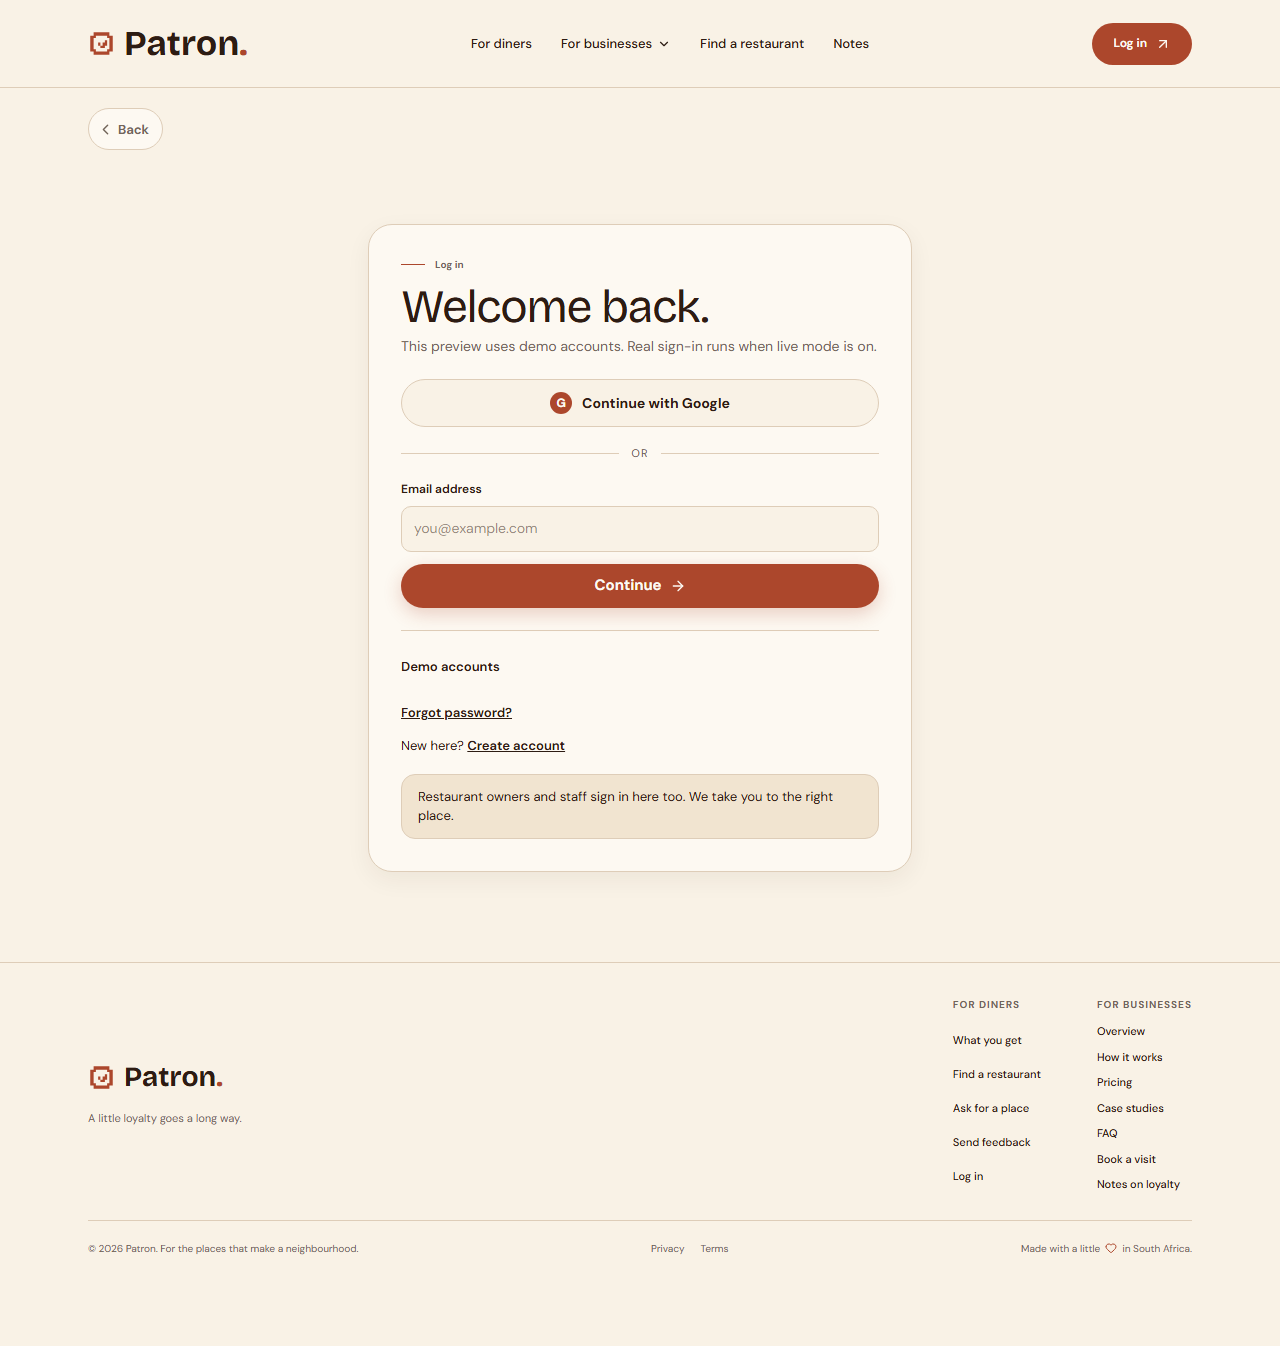 Patron.
For diners
For businesses
Find a restaurant
Notes
Log in
Back
Log in
Welcome back.
This preview uses demo accounts. Real sign-in runs when live mode is on.
G Continue with Google
OR
Email address
you@example.com
Continue
Demo accounts
Forgot password?
New here? Create account
Restaurant owners and staff sign in here too. We take you to the right
place.
Patron.
A little loyalty goes a long way.
FOR DINERS
What you get
Find a restaurant
Ask for a place
Send feedback
Log in
FOR BUSINESSES
Overview
How it works
Pricing
Case studies
FAQ
Book a visit
Notes on loyalty
© 2026 Patron. For the places that make a neighbourhood.
Privacy
Terms
Made with a little ♡ in South Africa.